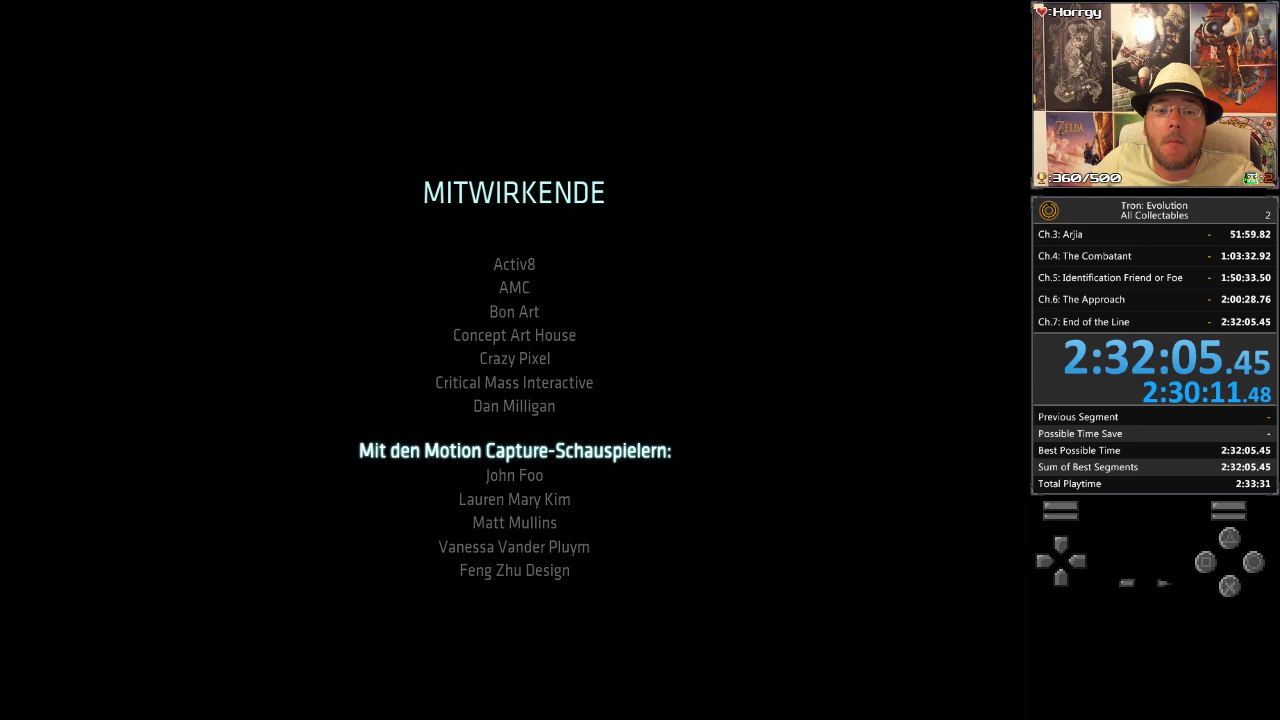 MITWIRKENDE
Activ8
AMC
Bon Art
Concept Art House
Crazy Pixel
Critical Mass Interactive
Dan Milligan
Mit den Motion Capture-Schauspielern:
John Foo
Lauren Mary Kim
Matt Mullins
Vanessa Vander Pluym
Feng Zhu Design
:Horrgy
ZELDA
:360/500
:2
Tron: Evolution
All Collectables 2
Ch.3: Arjia - 51:59.82
Ch.4: The Combatant - 1:03:32.92
Ch.5: Identification Friend or Foe - 1:50:33.50
Ch.6: The Approach - 2:00:28.76
Ch.7: End of the Line - 2:32:05.45
2:32:05.45
2:30:11.48
Previous Segment -
Possible Time Save -
Best Possible Time 2:32:05.45
Sum of Best Segments 2:32:05.45
Total Playtime 2:33:31